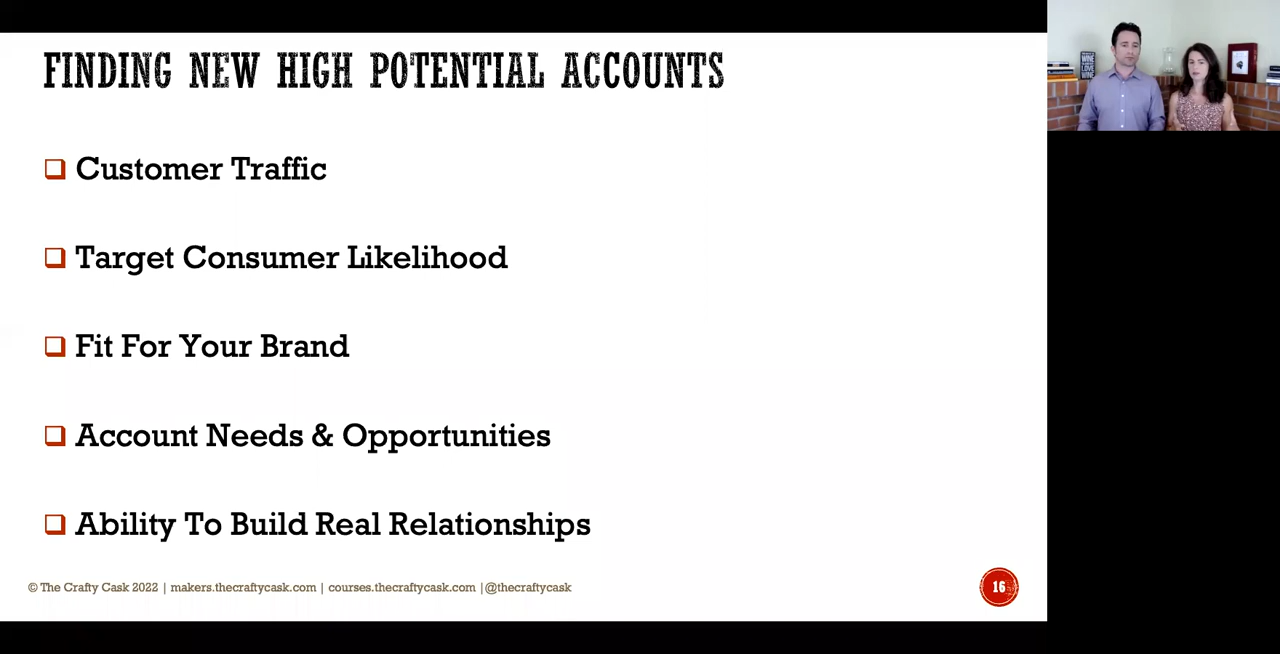 FINDING NEW HIGH POTENTIAL ACCOUNTS
Customer Traffic
Target Consumer Likelihood
Fit For Your Brand
Account Needs & Opportunities
Ability To Build Real Relationships
© The Crafty Cask 2022 | makers.thecraftycask.com | courses.thecraftycask.com |@thecraftycask
16